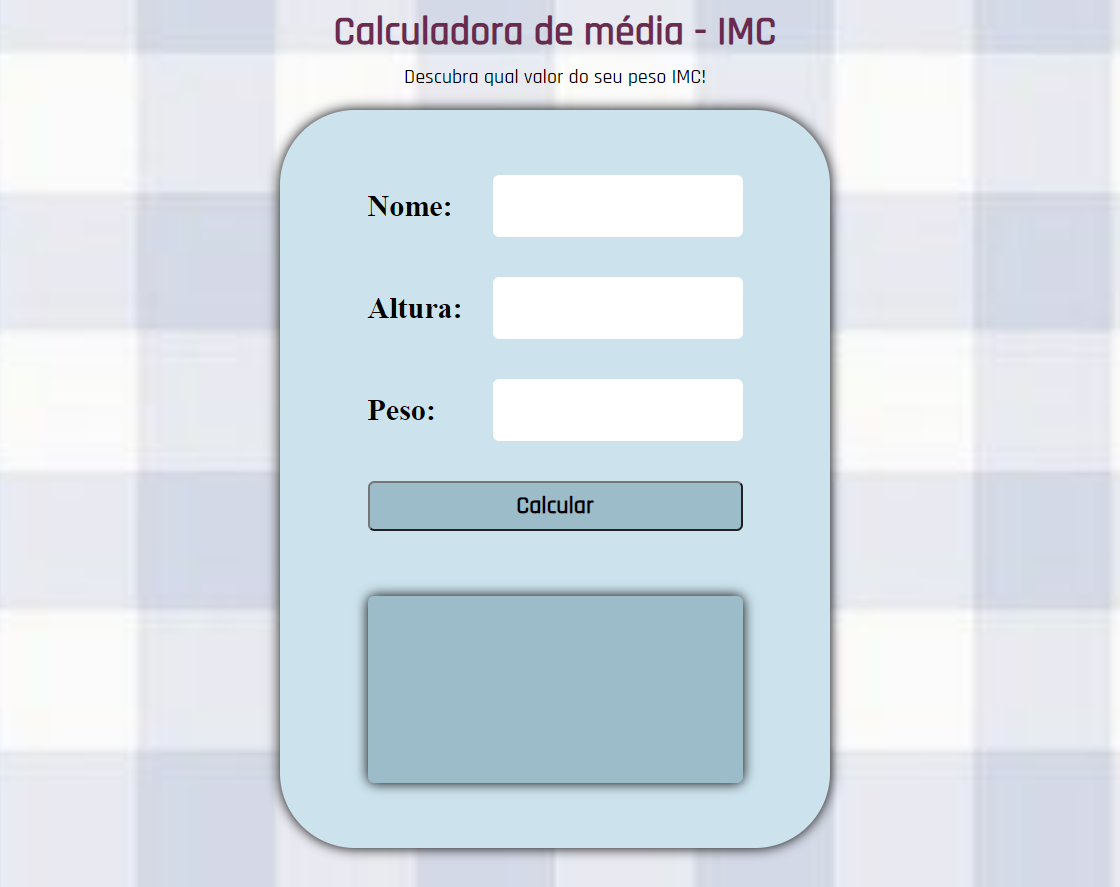 Calculadora de média - IMC
Descubra qual valor do seu peso IMC!
Nome:
Altura:
Peso:
Calcular